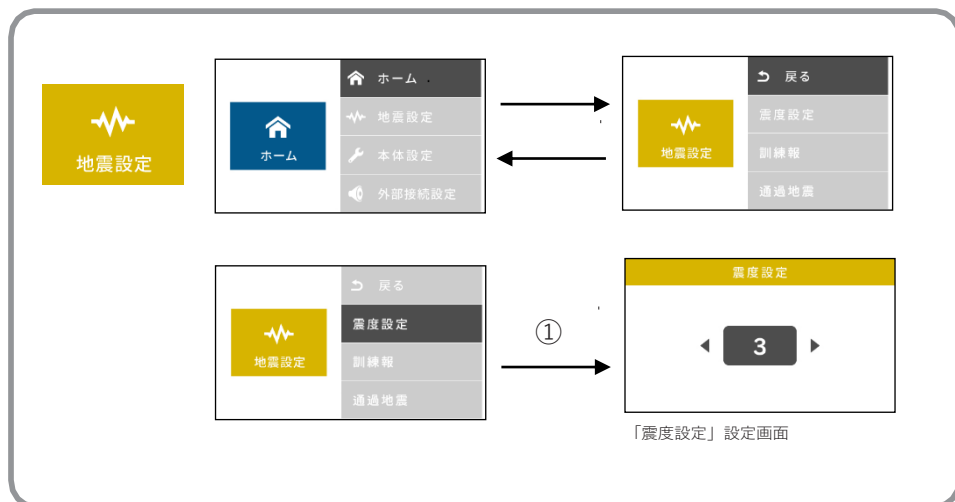 地震設定
ホーム
ホーム
地震設定
本体設定
外部接続設定
地震設定
戻る
震度設定
訓練報
通過地震
地震設定
戻る
震度設定
訓練報
通過地震
①
震度設定
3
「震度設定」設定画面